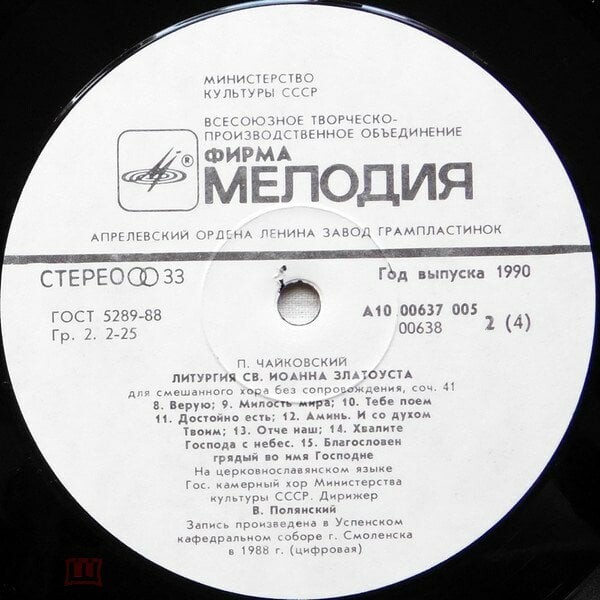 МИНИСТЕРСТВО
КУЛЬТУРЫ СССР
ВСЕСОЮЗНОЕ ТВОРЧЕСКО-
ПРОИЗВОДСТВЕННОЕ ОБЪЕДИНЕНИЕ
®
ФИРМА
МЕЛОДИЯ
АПРЕЛЕВСКИЙ ОРДЕНА ЛЕНИНА ЗАВОД ГРАМПЛАСТИНОК
СТЕРЕО 33
Год выпуска 1990
ГОСТ 5289-88
Гр. 2. 2-25
А10 00637 005
00638
2 (4)
П. ЧАЙКОВСКИЙ
ЛИТУРГИЯ СВ. ИОАННА ЗЛАТОУСТА
для смешанного хора без сопровождения, соч. 41
8. Верую; 9. Милость мира; 10. Тебе поем
11. Достойно есть; 12. Аминь. И со духом
Твоим; 13. Отче наш; 14. Хвалите
Господа с небес. 15. Благословен
грядый во имя Господне
На церковнославянском языке
Гос. камерный хор Министерства
культуры СССР. Дирижер
В. Полянский
Запись произведена в Успенском
кафедральном соборе г. Смоленска
в 1988 г. (цифровая)